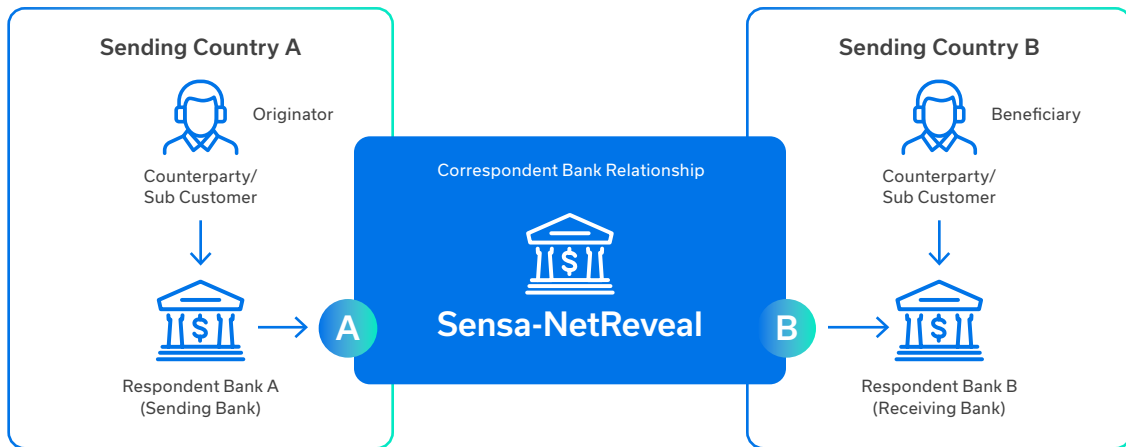 Sending Country A
Originator
Counterparty/
Sub Customer
$
Respondent Bank A
(Sending Bank)
A
Correspondent Bank Relationship
$
Sensa-NetReveal
B
Sending Country B
Beneficiary
Counterparty/
Sub Customer
$
Respondent Bank B
(Receiving Bank)